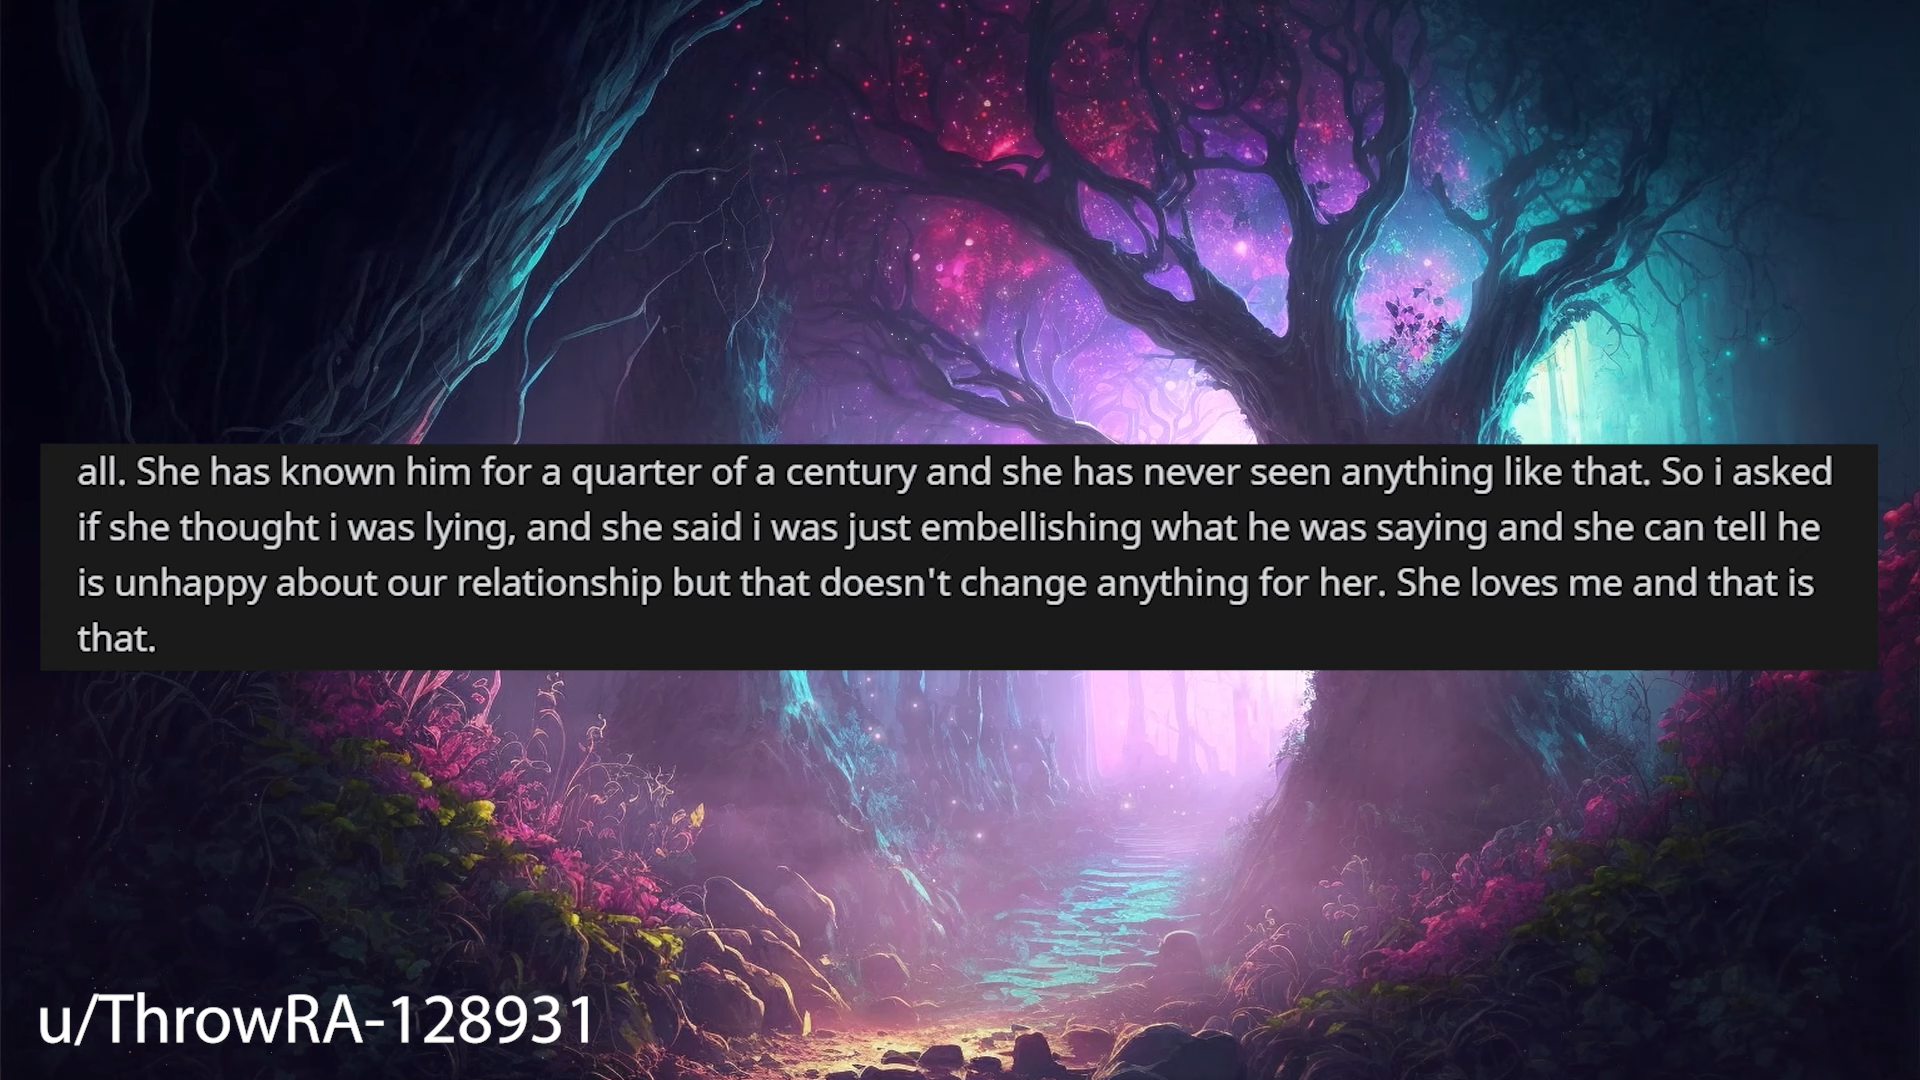 all. She has known him for a quarter of a century and she has never seen anything like that. So i asked
if she thought i was lying, and she said i was just embellishing what he was saying and she can tell he
is unhappy about our relationship but that doesn't change anything for her. She loves me and that is
that.
u/ThrowRA-128931